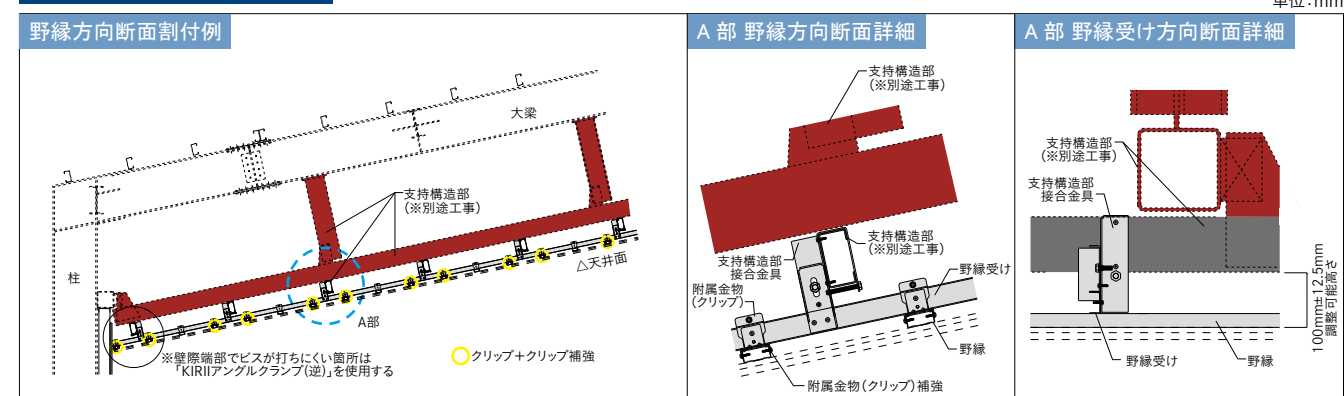 単位：mm
野縁方向断面割付例
大梁
支持構造部
（※別途工事）
柱
△天井面
A部
※壁際端部でビスが打ちにくい箇所は
「KIRIIアングルクランプ（逆）」を使用する
クリップ+クリップ補強
A 部 野縁方向断面詳細
支持構造部
（※別途工事）
支持構造部
（※別途工事）
支持構造部
接合金具
野縁受け
附属金物
（クリップ）
野縁
附属金物（クリップ）補強
A 部 野縁受け方向断面詳細
支持構造部
（※別途工事）
支持構造部
接合金具
100mm±12.5mm
調整可能高さ
野縁受け
野縁